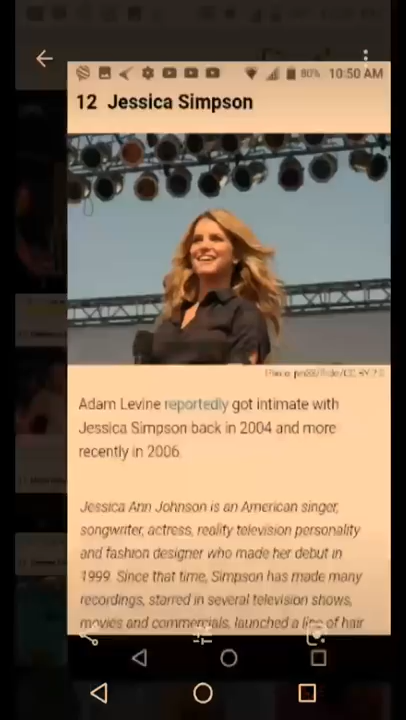 80% 10:50 AM
12 Jessica Simpson
Adam Levine reportedly got intimate with
Jessica Simpson back in 2004 and more
recently in 2006.
Jessica Ann Johnson is an American singer,
songwriter, actress, reality television personality
and fashion designer who made her debut in
1999. Since that time, Simpson has made many
recordings, starred in several television shows,
movies and commercials, launched a line of hair